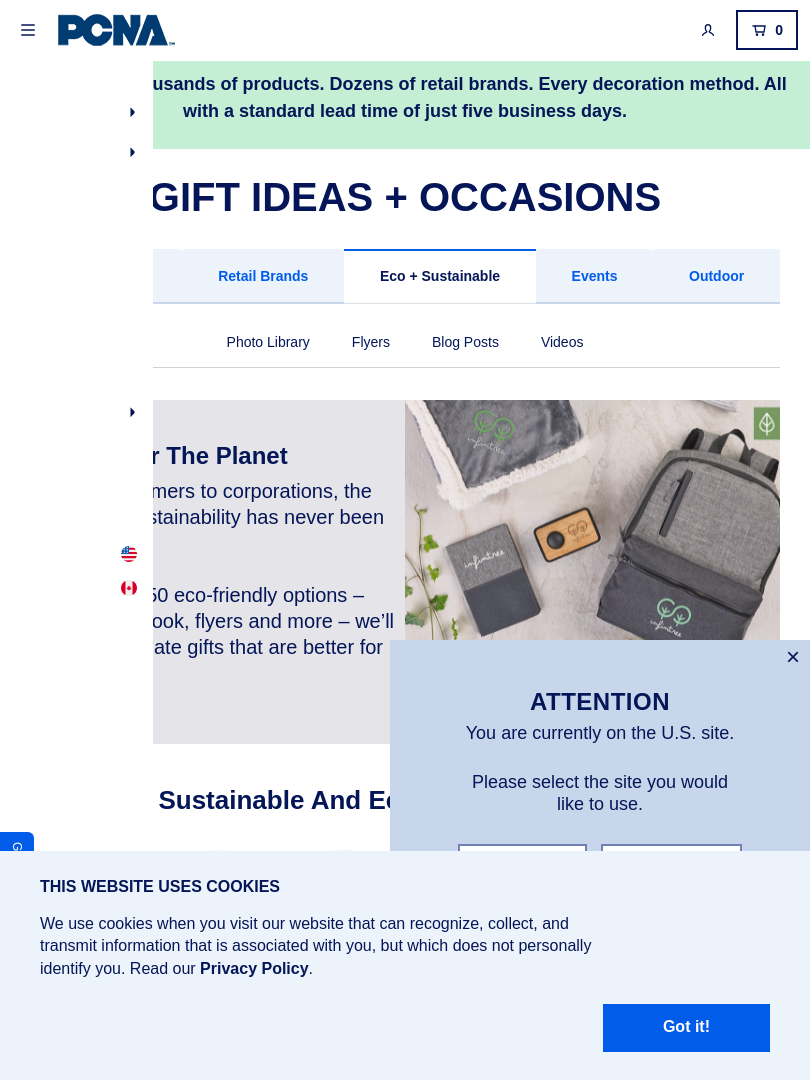 PCNA
0
usands of products. Dozens of retail brands. Every decoration method. All
with a standard lead time of just five business days.
GIFT IDEAS + OCCASIONS
Retail Brands
Eco + Sustainable
Events
Outdoor
Photo Library
Flyers
Blog Posts
Videos
r The Planet
mers to corporations, the
stainability has never been
50 eco-friendly options –
ook, flyers and more – we’ll
ate gifts that are better for
infinitree
infinitree
infinitree
×
ATTENTION
You are currently on the U.S. site.
Please select the site you would
like to use.
Sustainable And Ec
G
THIS WEBSITE USES COOKIES
We use cookies when you visit our website that can recognize, collect, and
transmit information that is associated with you, but which does not personally
identify you. Read our Privacy Policy.
Got it!